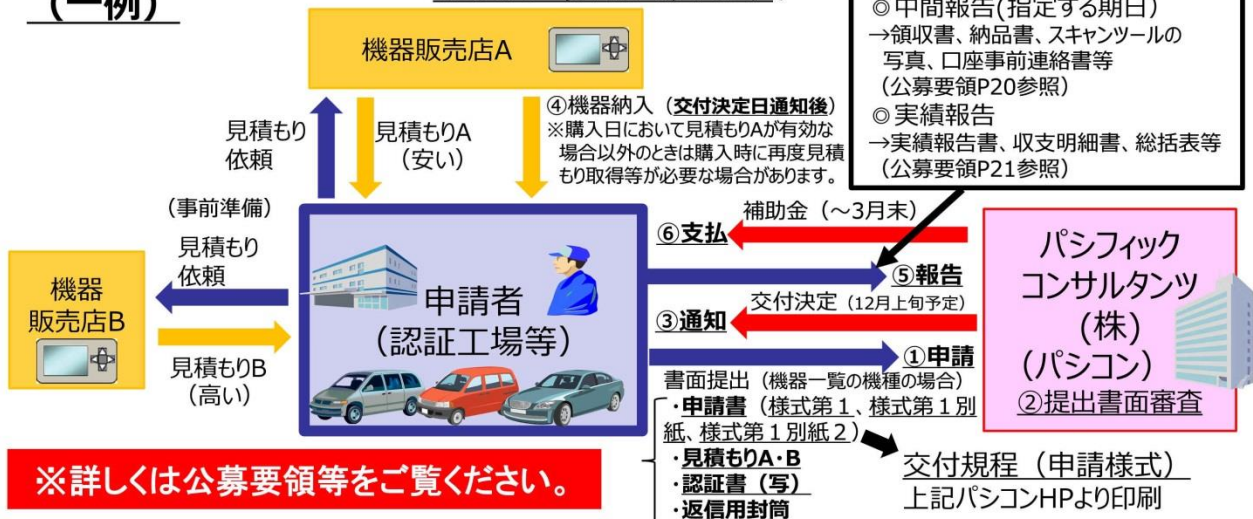 (一例)
◎中間報告(指定する期日)
→領収書、納品書、スキャンツールの
写真、口座事前連絡書等
(公募要領P20参照)
◎実績報告
→実績報告書、収支明細書、総括表等
(公募要領P21参照)
機器販売店A
見積もり
依頼
見積もりA
(安い)
④機器納入(交付決定日通知後)
※購入日において見積もりAが有効な
場合以外のときは購入時に再度見積
もり取得等が必要な場合があります。
(事前準備)
見積もり
依頼
機器
販売店B
見積もりB
(高い)
申請者
(認証工場等)
補助金(~3月末)
⑥支払
⑤報告
交付決定(12月上旬予定)
③通知
①申請
パシフィック
コンサルタンツ
(株)
(パシコン)
②提出書面審査
書面提出(機器一覧の機種の場合)
・申請書(様式第1、様式第1別
紙、様式第1別紙2)
・見積もりA・B
・認証書(写)
・返信用封筒
交付規程(申請様式)
上記パシコンHPより印刷
※詳しくは公募要領等をご覧ください。